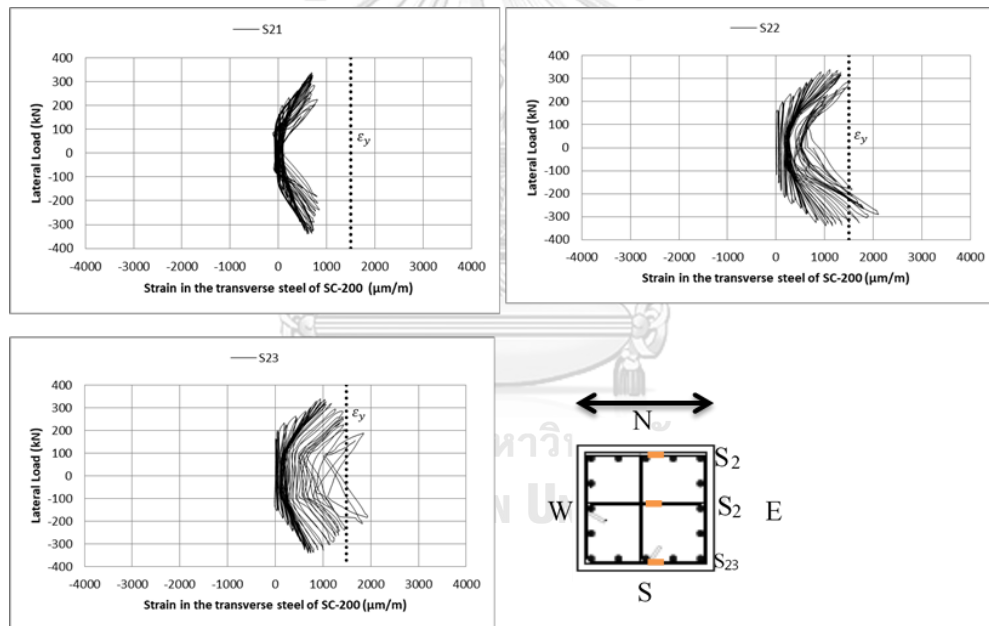 S21
400
300
200
100
0
-100
-200
-300
-400
Lateral Load (kN)
εy
-4000 -3000 -2000 -1000 0 1000 2000 3000 4000
Strain in the transverse steel of SC-200 (μm/m)
S22
400
300
200
100
0
-100
-200
-300
-400
Lateral Load (kN)
εy
-4000 -3000 -2000 -1000 0 1000 2000 3000 4000
Strain in the transverse steel of SC-200 (μm/m)
S23
400
300
200
100
0
-100
-200
-300
-400
Lateral Load (kN)
εy
-4000 -3000 -2000 -1000 0 1000 2000 3000 4000
Strain in the transverse steel of SC-200 (μm/m)
N
S2
W S2 E
S23
S